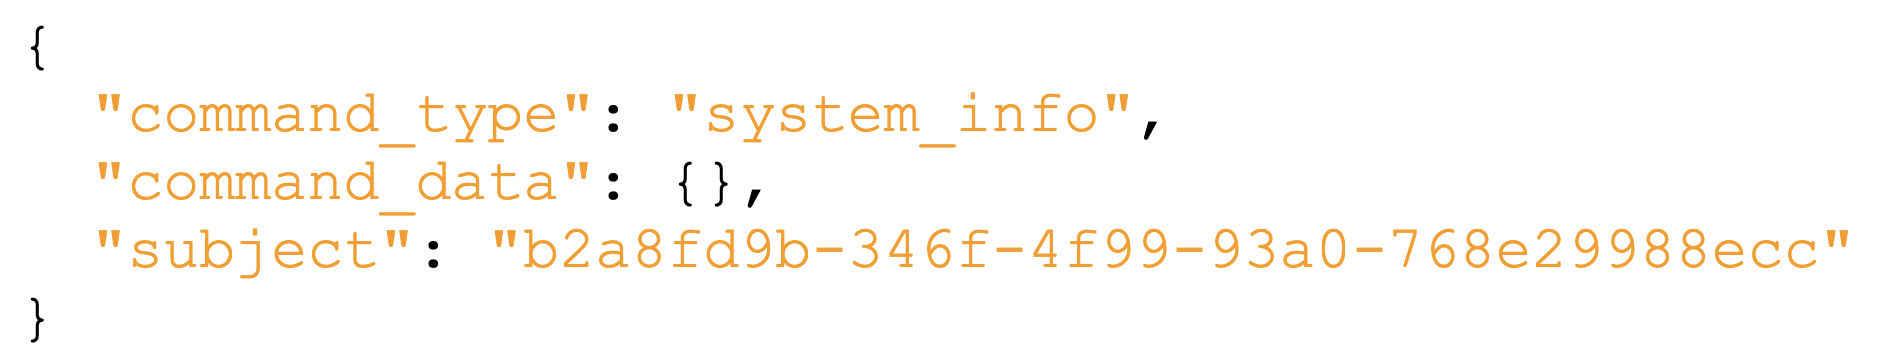 {
  "command_type": "system_info",
  "command_data": {},
  "subject": "b2a8fd9b-346f-4f99-93a0-768e29988ecc"
}